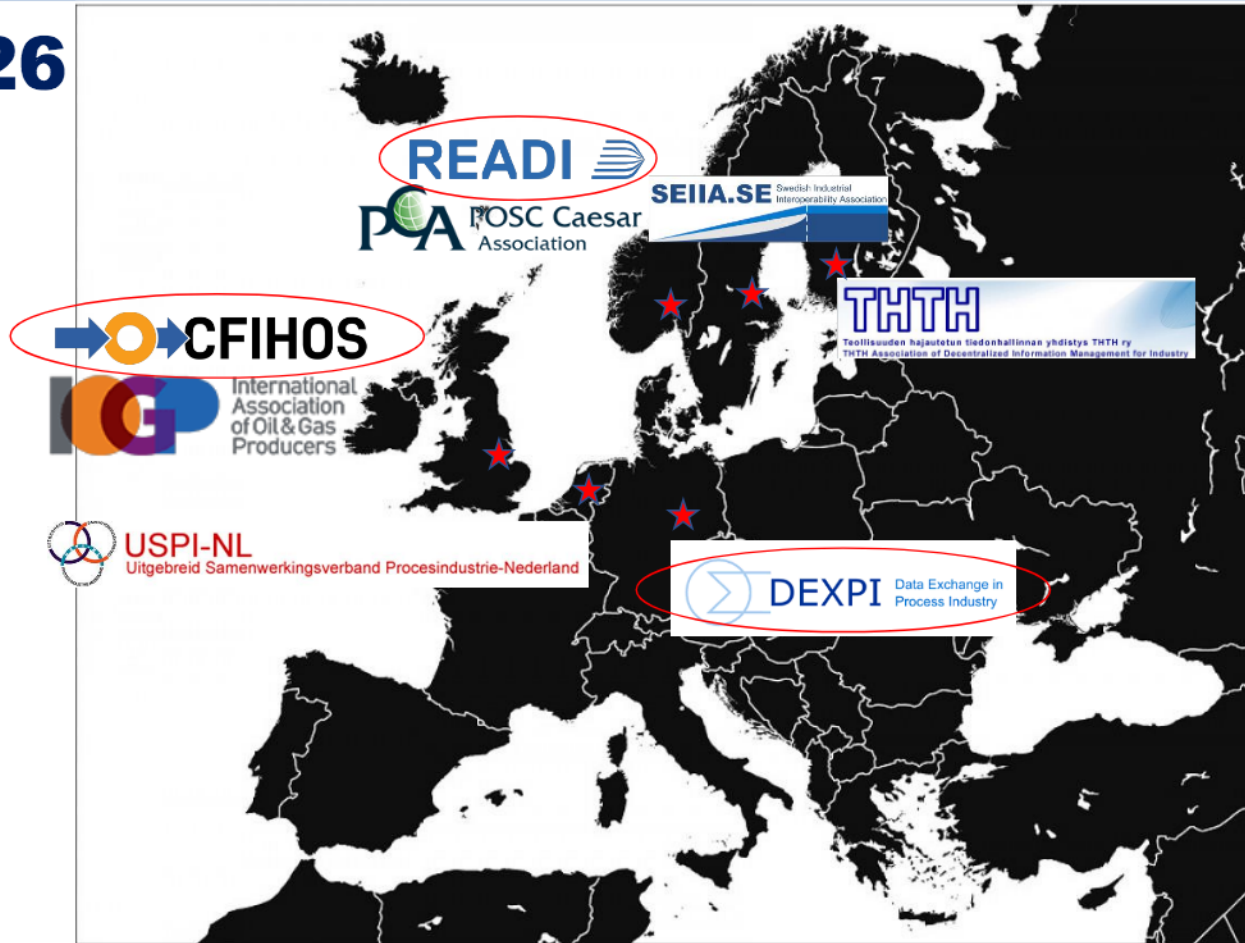 26
READI
PCA POSC Caesar
Association
SEIIA.SE Swedish Industrial
Interoperability Association
THTH
Teollisuuden hajautetun tiedonhallinnan yhdistys THTH ry
THTH Association of Decentralized Information Management for Industry
CFIHOS
IOGP International
Association
of Oil & Gas
Producers
USPI-NL
Uitgebreid Samenwerkingsverband Procesindustrie-Nederland
DEXPI Data Exchange in
Process Industry